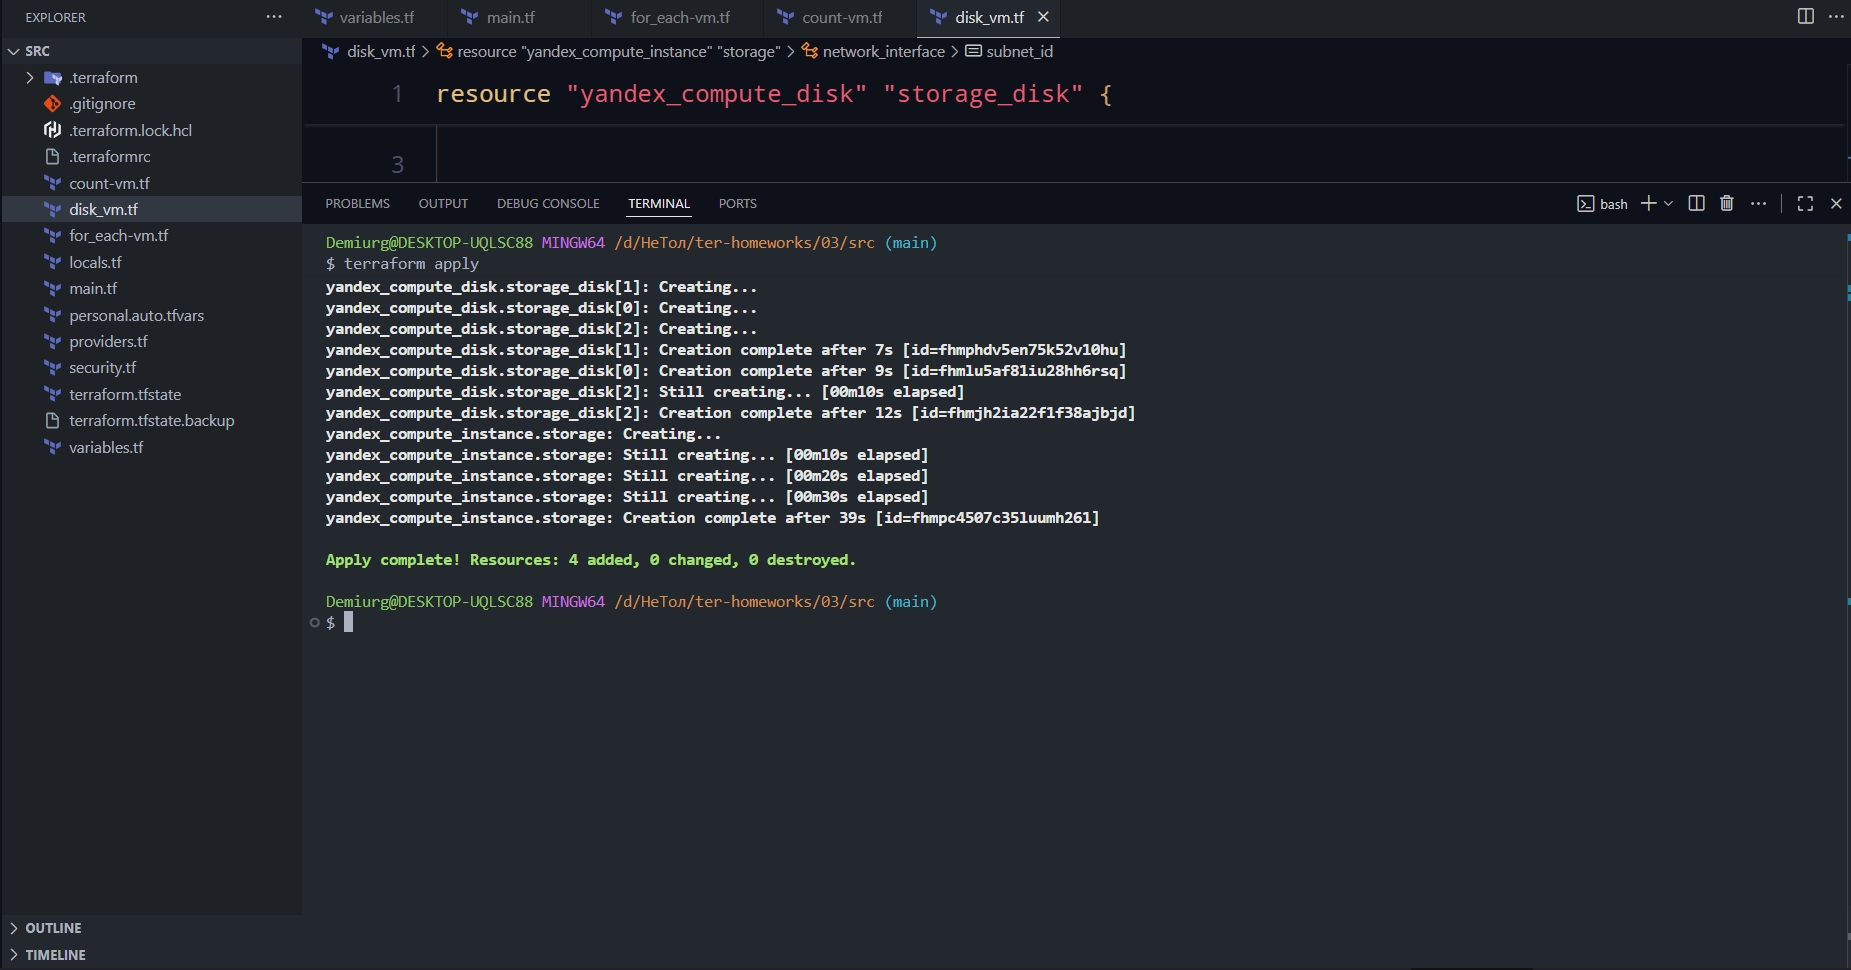 EXPLORER
SRC
.terraform
.gitignore
.terraform.lock.hcl
.terraformrc
count-vm.tf
disk_vm.tf
for_each-vm.tf
locals.tf
main.tf
personal.auto.tfvars
providers.tf
security.tf
terraform.tfstate
terraform.tfstate.backup
variables.tf
OUTLINE
TIMELINE
variables.tf main.tf for_each-vm.tf count-vm.tf disk_vm.tf
disk_vm.tf > resource "yandex_compute_instance" "storage" > network_interface > subnet_id
1 resource "yandex_compute_disk" "storage_disk" {
3
PROBLEMS OUTPUT DEBUG CONSOLE TERMINAL PORTS bash
Demiurg@DESKTOP-UQLSC88 MINGW64 /d/НеТол/ter-homeworks/03/src (main)
$ terraform apply
yandex_compute_disk.storage_disk[1]: Creating...
yandex_compute_disk.storage_disk[0]: Creating...
yandex_compute_disk.storage_disk[2]: Creating...
yandex_compute_disk.storage_disk[1]: Creation complete after 7s [id=fhmphdv5en75k52v10hu]
yandex_compute_disk.storage_disk[0]: Creation complete after 9s [id=fhmlu5af81iu28hh6rsq]
yandex_compute_disk.storage_disk[2]: Still creating... [00m10s elapsed]
yandex_compute_disk.storage_disk[2]: Creation complete after 12s [id=fhmjh2ia22f1f38ajbjd]
yandex_compute_instance.storage: Creating...
yandex_compute_instance.storage: Still creating... [00m10s elapsed]
yandex_compute_instance.storage: Still creating... [00m20s elapsed]
yandex_compute_instance.storage: Still creating... [00m30s elapsed]
yandex_compute_instance.storage: Creation complete after 39s [id=fhmpc4507c35luumh261]
Apply complete! Resources: 4 added, 0 changed, 0 destroyed.
Demiurg@DESKTOP-UQLSC88 MINGW64 /d/НеТол/ter-homeworks/03/src (main)
$